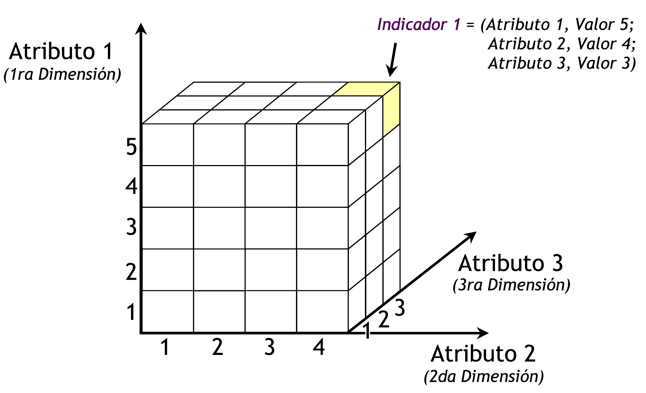 Indicador 1 = (Atributo 1, Valor 5;
Atributo 2, Valor 4;
Atributo 3, Valor 3)
Atributo 1
(1ra Dimensión)
5
4
3
2
1
1 2 3 4
1 2 3
Atributo 3
(3ra Dimensión)
Atributo 2
(2da Dimensión)